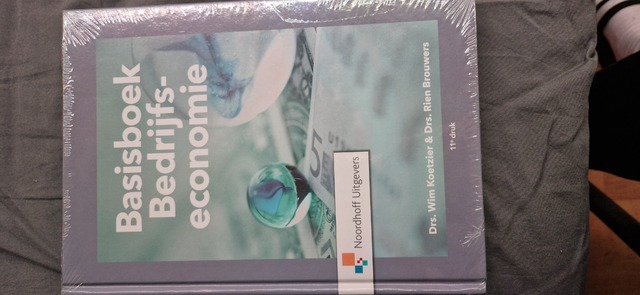 Basisboek
Bedrijfs-
economie
Drs. Wim Koetzier & Drs. Rien Brouwers
11e druk
Noordhoff Uitgevers